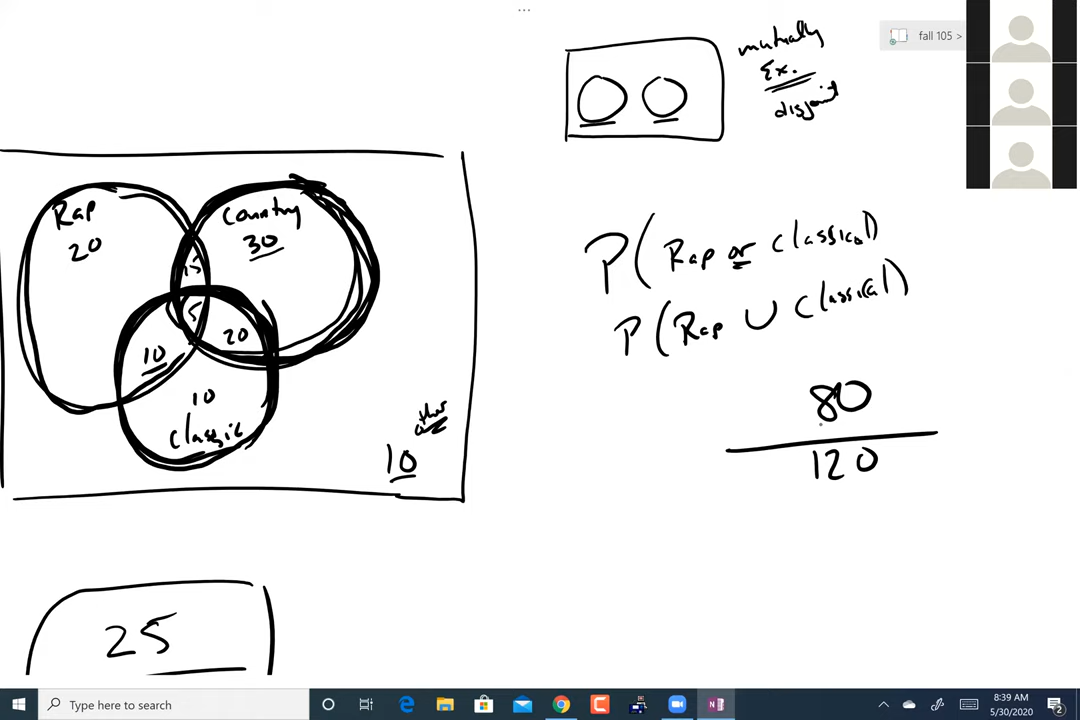 ...
fall 105 >
mutually
Ex.
disjoint
Rap
20
Country
30
15
5
20
10
10
classic
other
10
P(Rap or classical)
P(Rap ∪ classical)
80
120
25
Type here to search
8:39 AM
5/30/2020
2